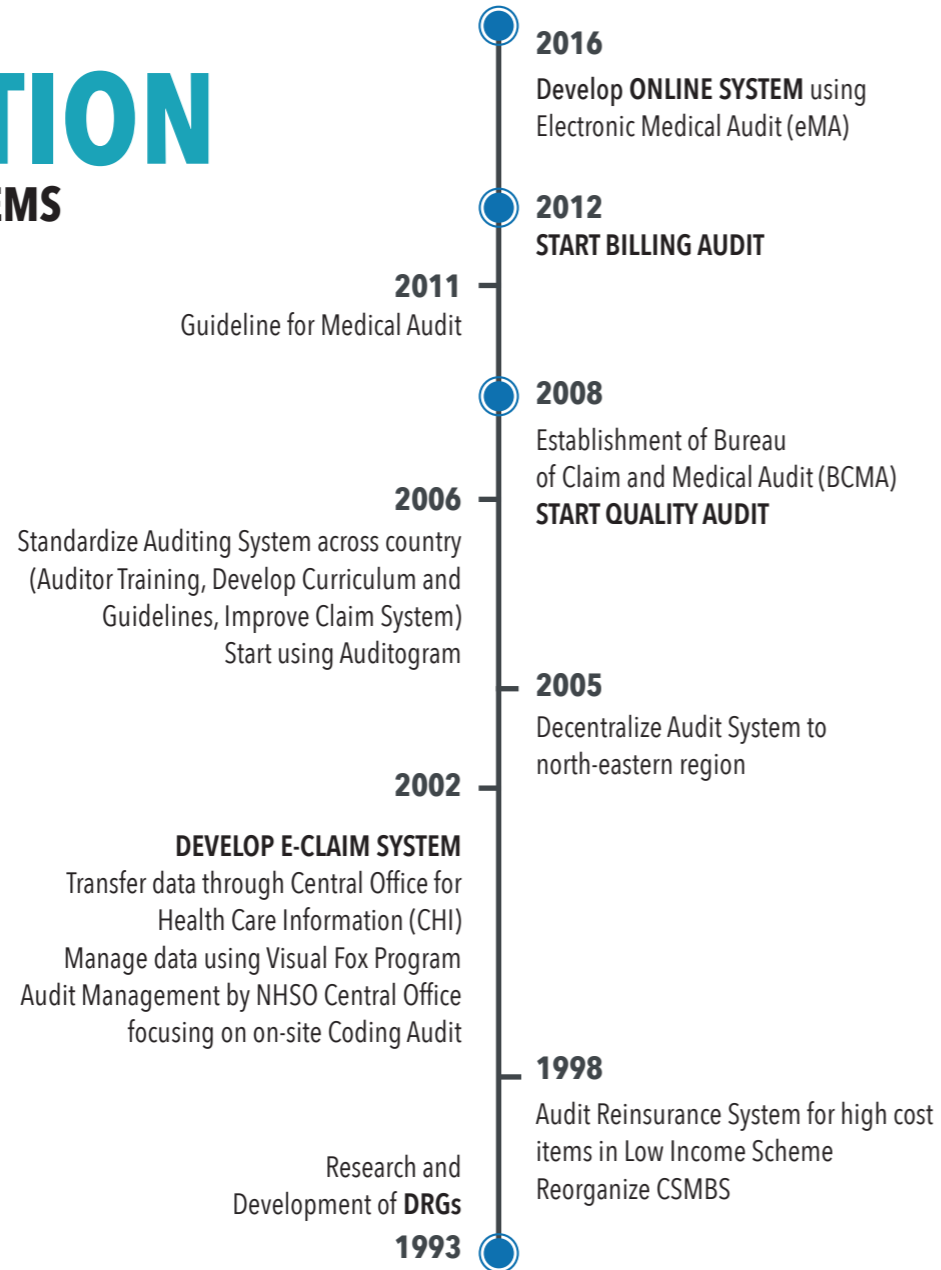 TION
EMS
2016
Develop ONLINE SYSTEM using
Electronic Medical Audit (eMA)
2012
START BILLING AUDIT
2011
Guideline for Medical Audit
2008
Establishment of Bureau
of Claim and Medical Audit (BCMA)
START QUALITY AUDIT
2006
Standardize Auditing System across country
(Auditor Training, Develop Curriculum and
Guidelines, Improve Claim System)
Start using Auditogram
2005
Decentralize Audit System to
north-eastern region
2002
DEVELOP E-CLAIM SYSTEM
Transfer data through Central Office for
Health Care Information (CHI)
Manage data using Visual Fox Program
Audit Management by NHSO Central Office
focusing on on-site Coding Audit
1998
Audit Reinsurance System for high cost
items in Low Income Scheme
Reorganize CSMBS
Research and
Development of DRGs
1993